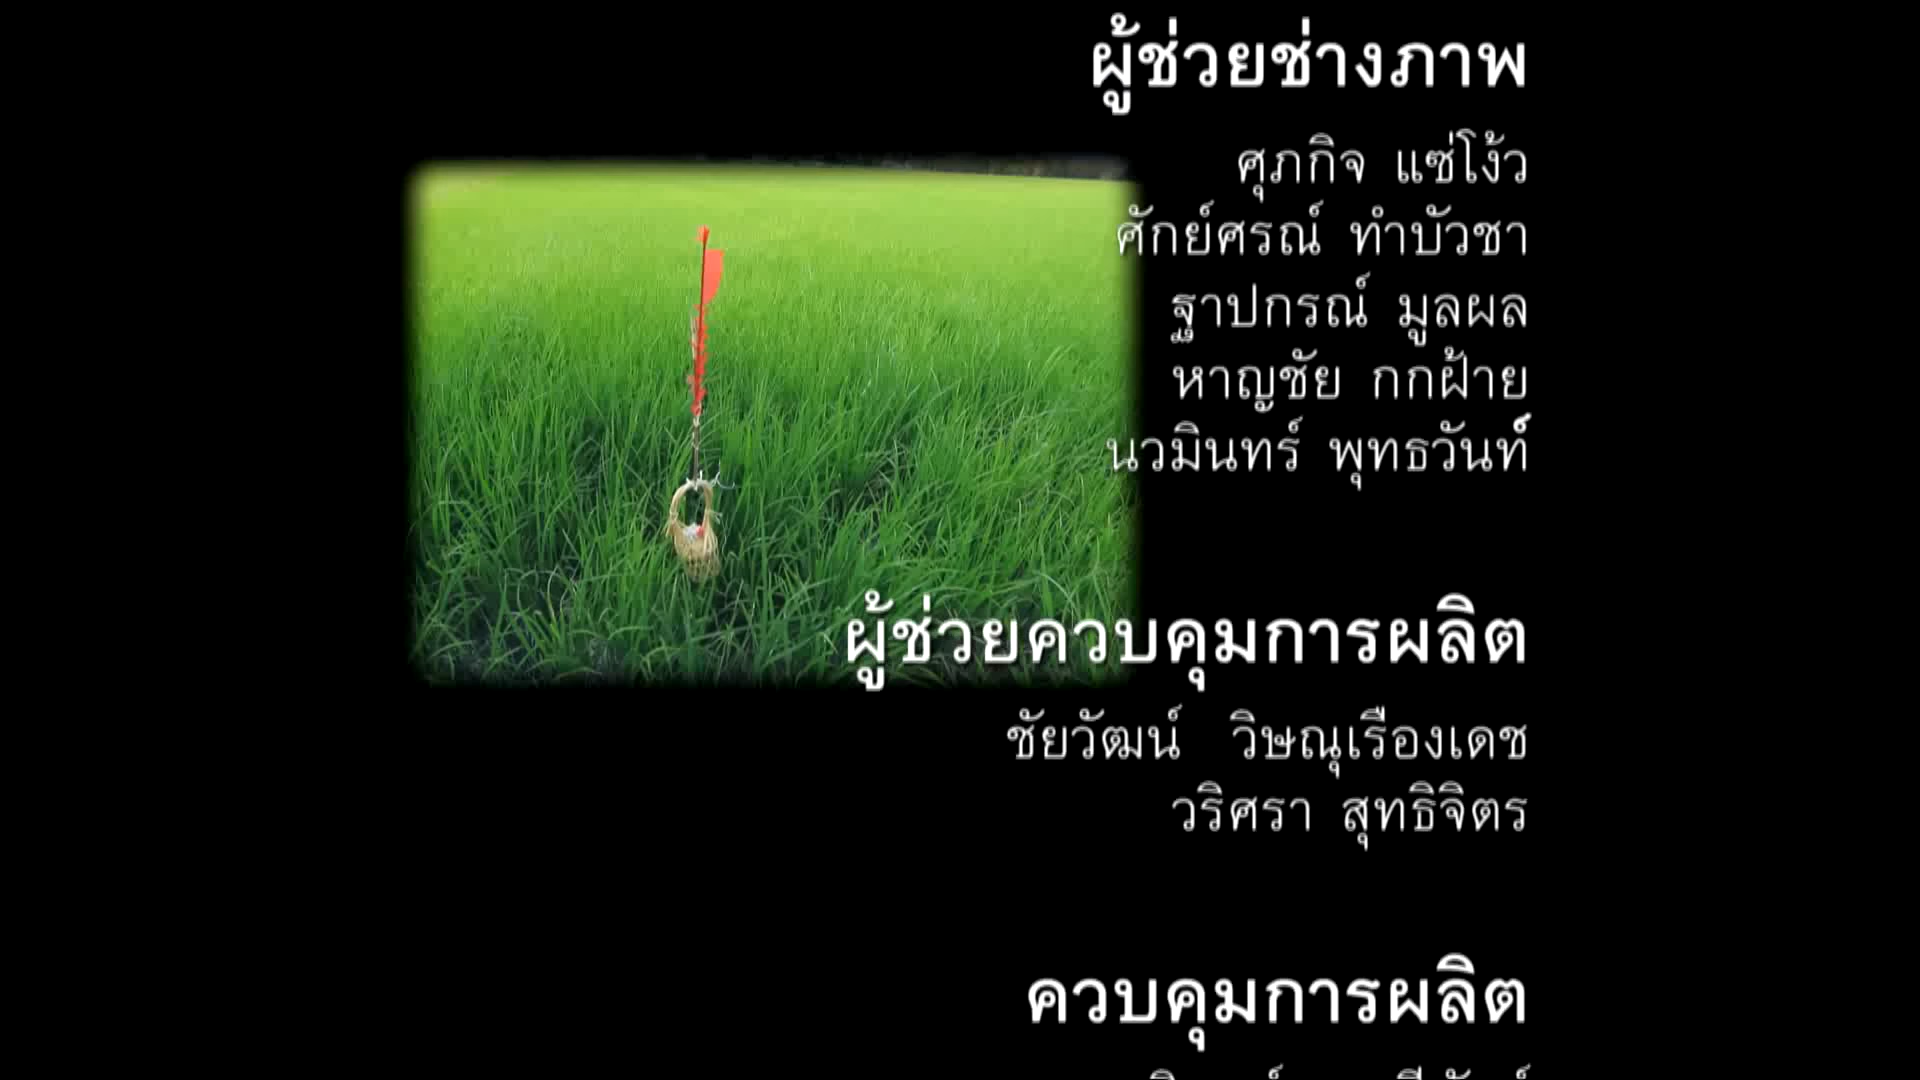 ผู้ช่วยช่างภาพ
ศุภกิจ แซ่โง้ว
ศักย์ศรณ์ ทำบัวชา
ฐาปกรณ์ มูลผล
หาญชัย กกฝ้าย
นวมินทร์ พุทธวันท์
ผู้ช่วยควบคุมการผลิต
ชัยวัฒน์ วิษณุเรืองเดช
วริศรา สุทธิจิตร
ควบคุมการผลิต